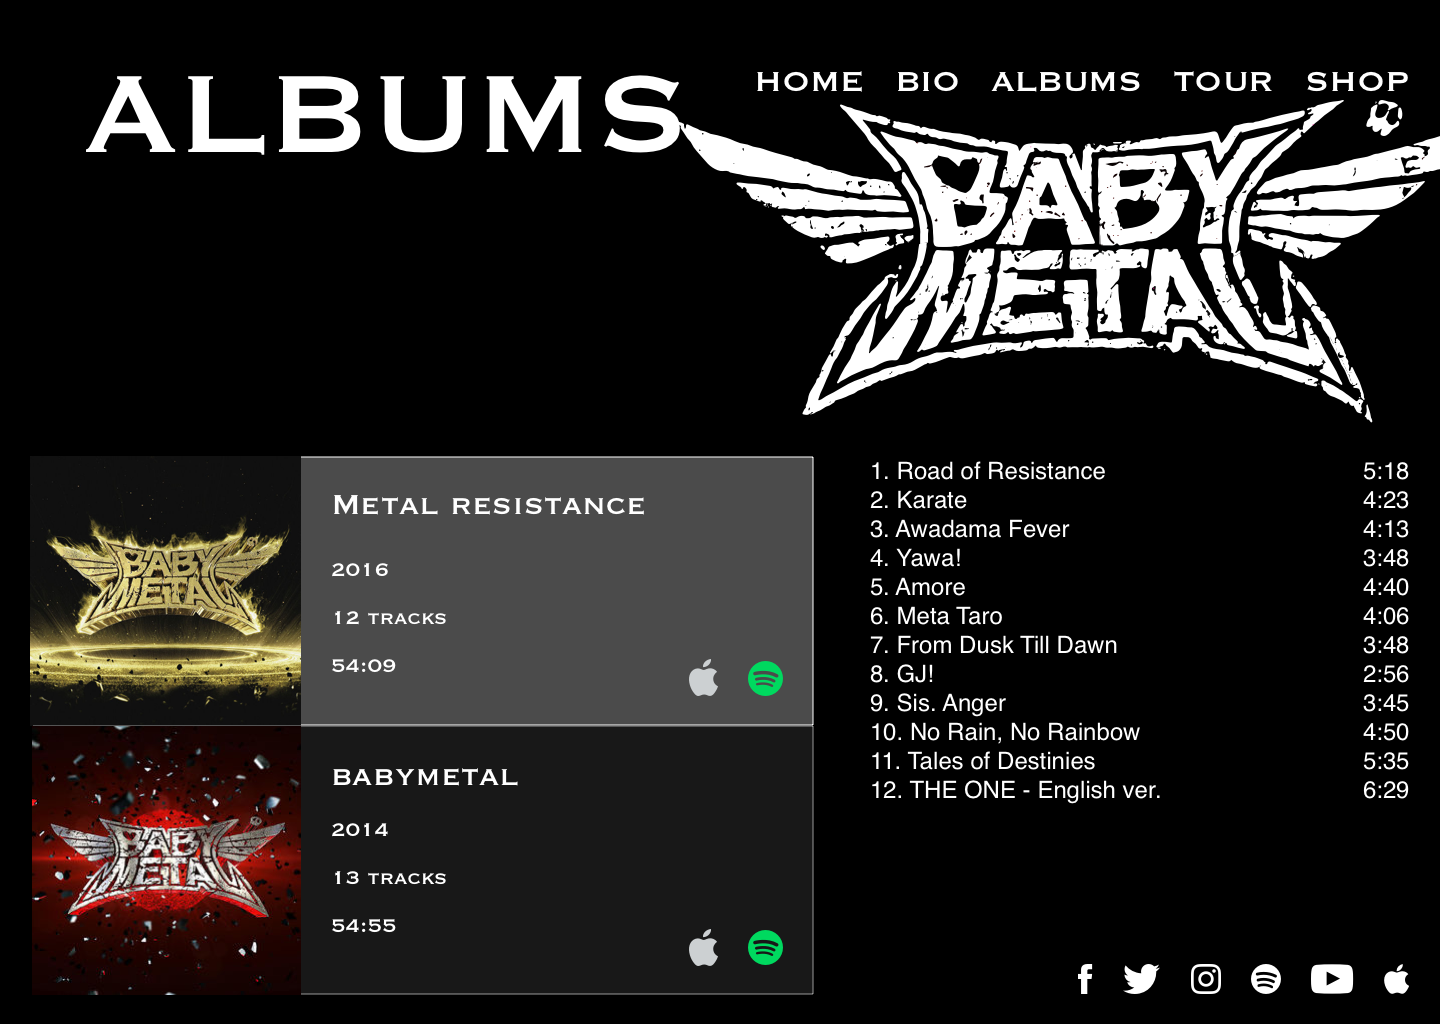 ALBUMS
HOME BIO ALBUMS TOUR SHOP
BABY
METAL
BABY
METAL
METAL RESISTANCE
2016
12 TRACKS
54:09
BABY
METAL
BABYMETAL
2014
13 TRACKS
54:55
1. Road of Resistance 5:18
2. Karate 4:23
3. Awadama Fever 4:13
4. Yawa! 3:48
5. Amore 4:40
6. Meta Taro 4:06
7. From Dusk Till Dawn 3:48
8. GJ! 2:56
9. Sis. Anger 3:45
10. No Rain, No Rainbow 4:50
11. Tales of Destinies 5:35
12. THE ONE - English ver. 6:29